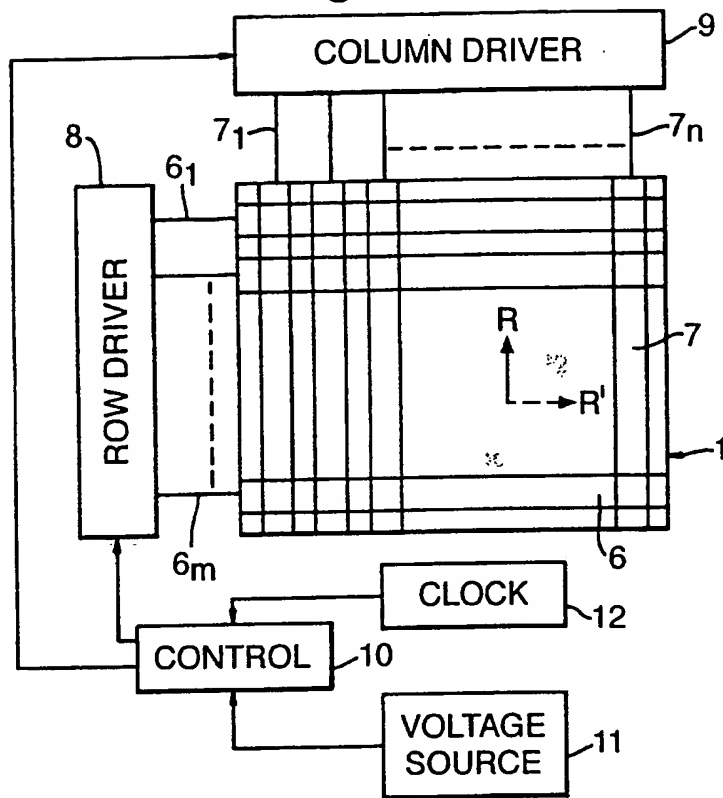 9
COLUMN DRIVER
7₁
7ₙ
8
6₁
ROW DRIVER
R
7
R'
1
6ₘ
6
CLOCK
12
CONTROL
10
VOLTAGE
SOURCE
11